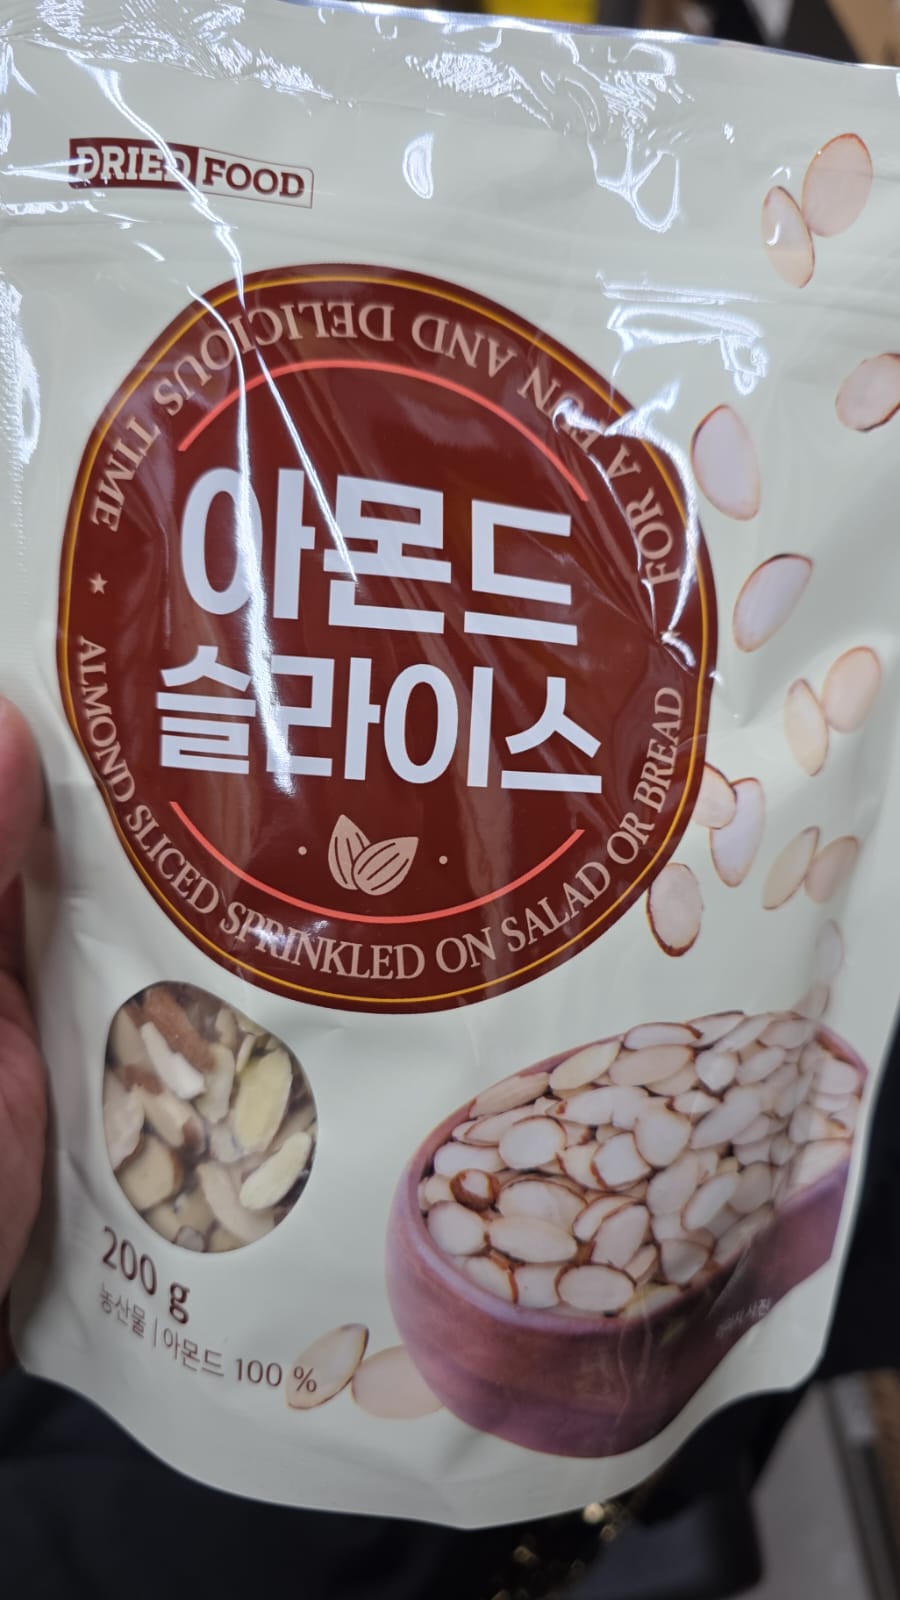 DRIED FOOD
FOR A FUN AND DELICIOUS TIME
아몬드
슬라이스
ALMOND SLICED SPRINKLED ON SALAD OR BREAD
200 g
농산물 | 아몬드 100 %